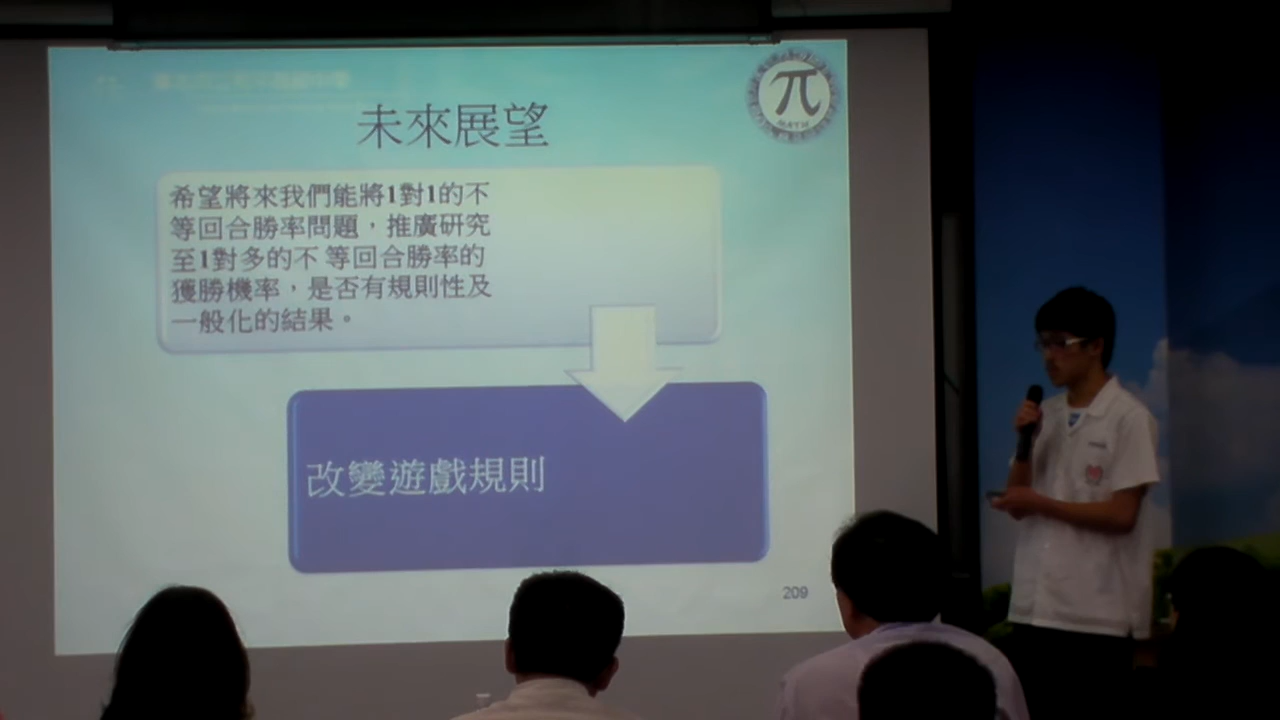 π
MATH
未來展望
希望將來我們能將1對1的不
等回合勝率問題，推廣研究
至1對多的不 等回合勝率的
獲勝機率，是否有規則性及
一般化的結果。
改變遊戲規則
209